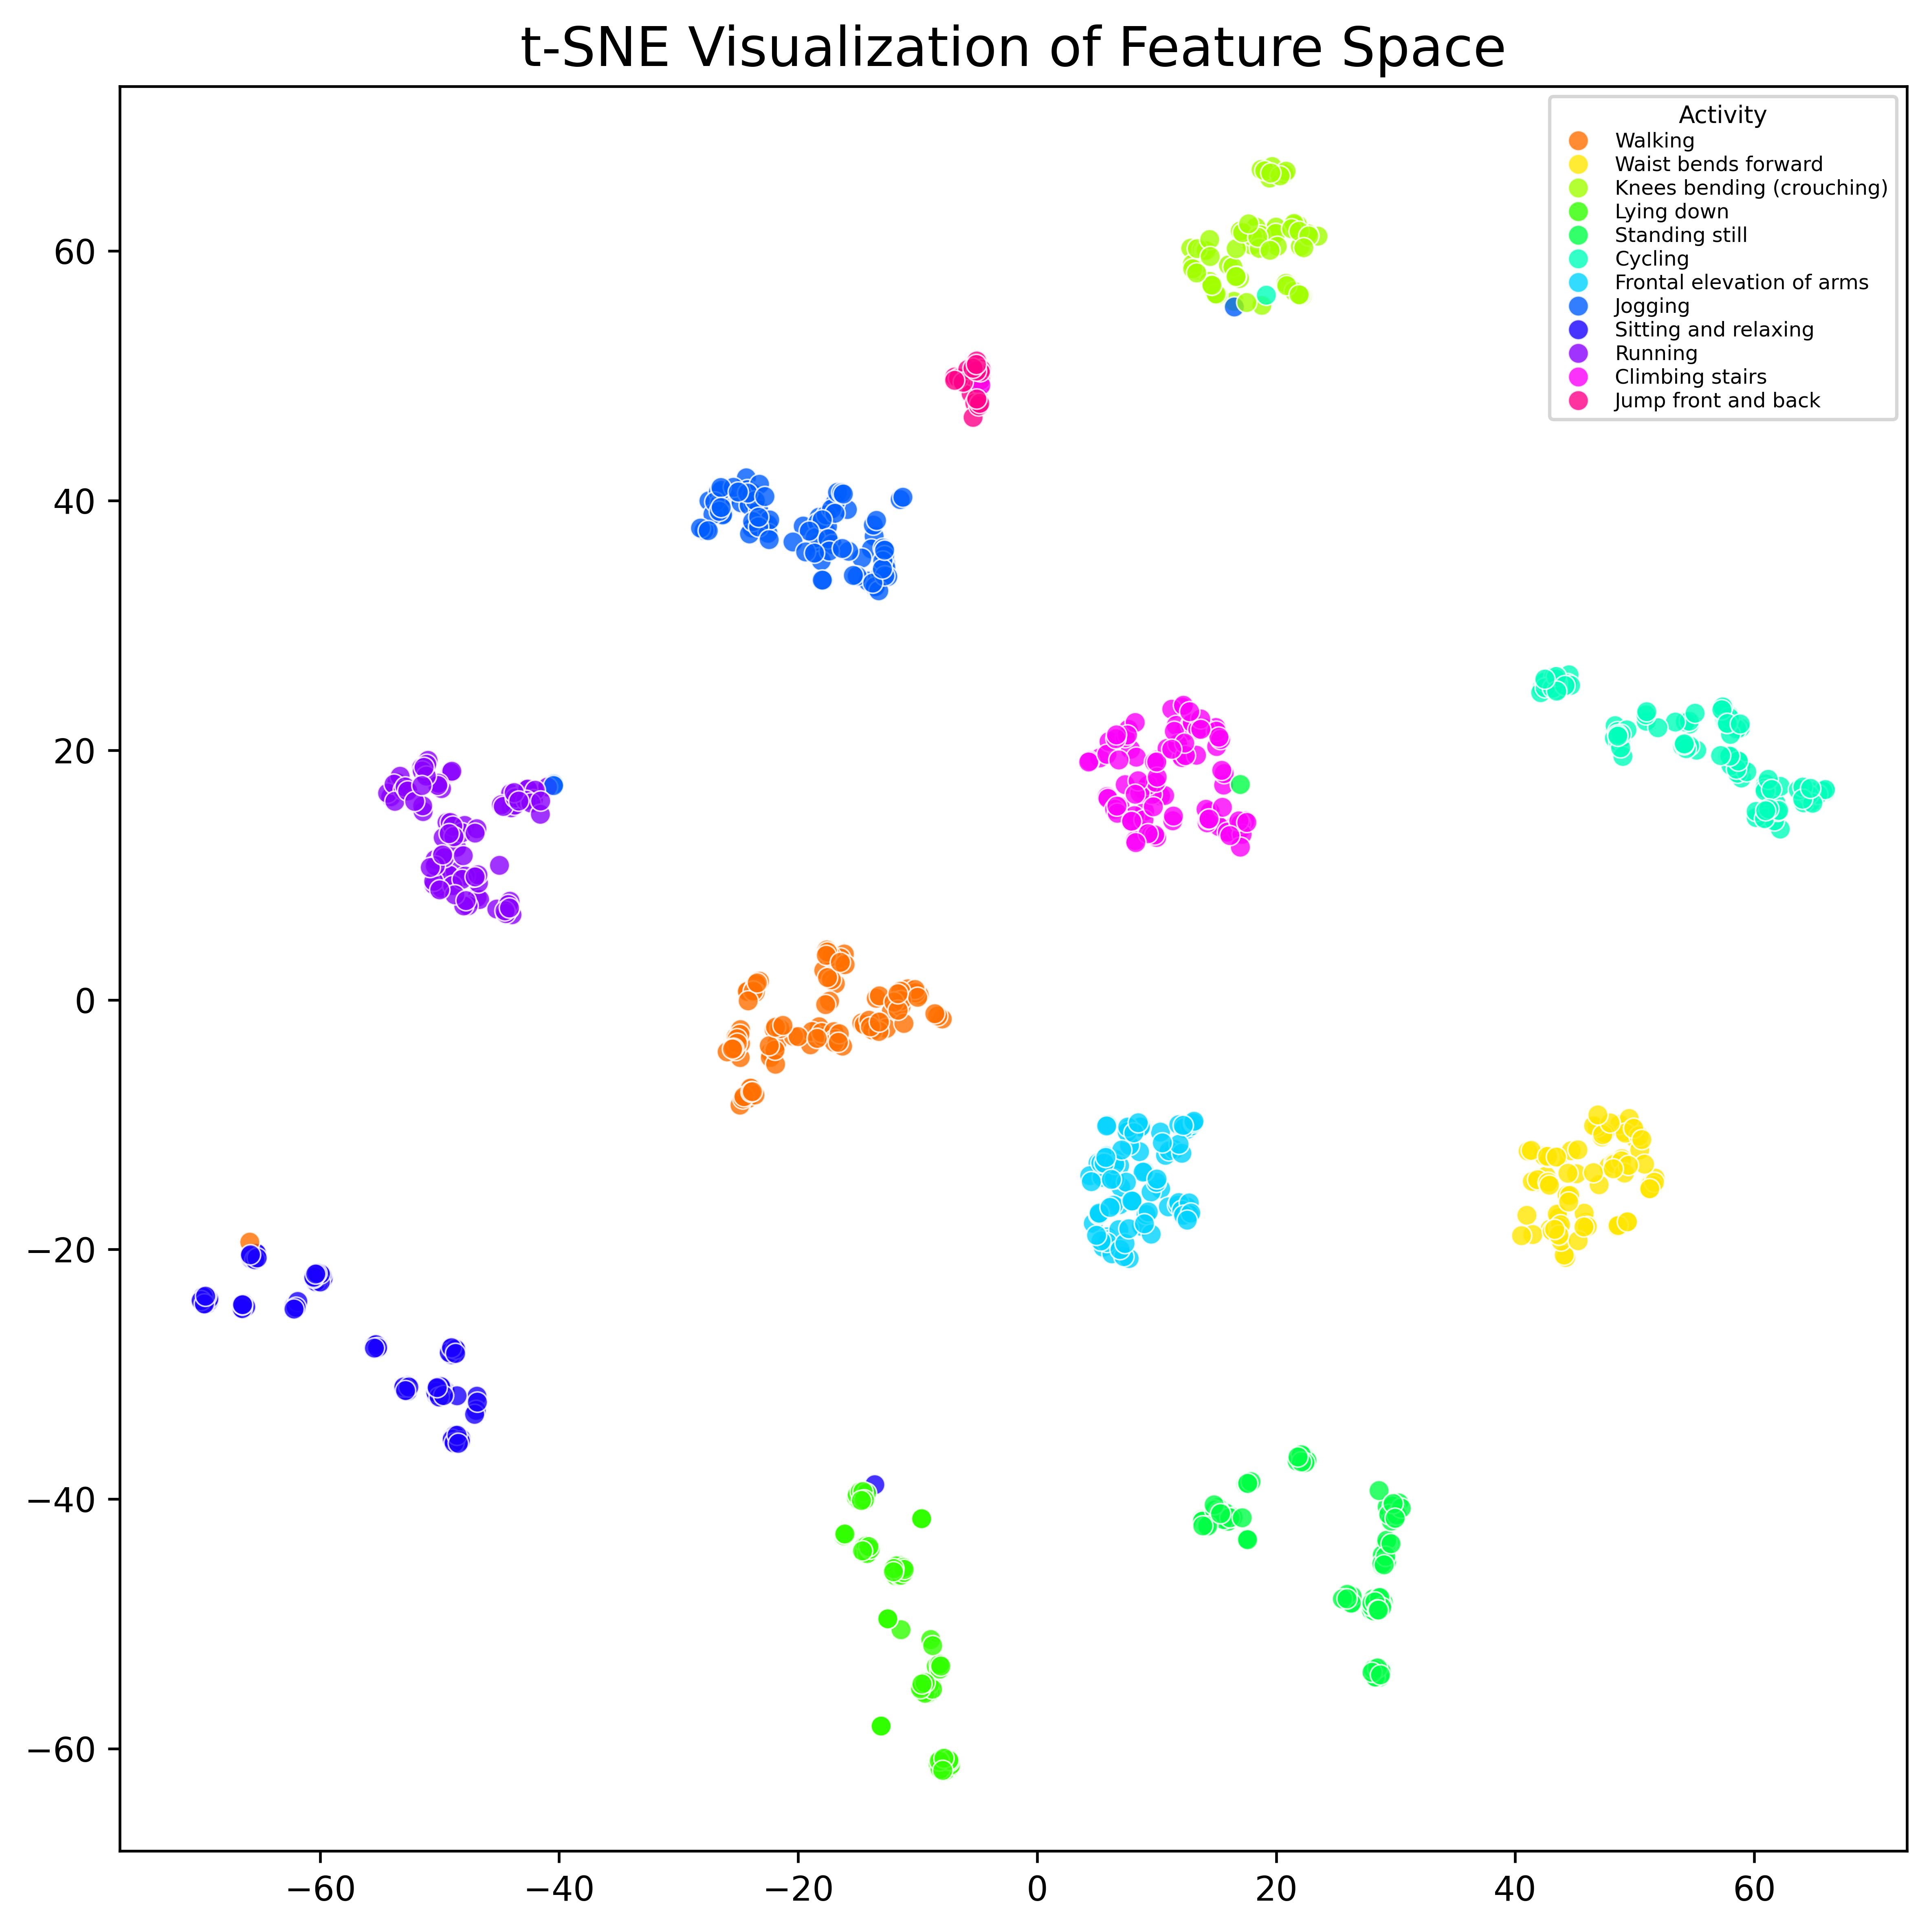 t-SNE Visualization of Feature Space
Activity
Walking
Waist bends forward
Knees bending (crouching)
Lying down
Standing still
Cycling
Frontal elevation of arms
Jogging
Sitting and relaxing
Running
Climbing stairs
Jump front and back
60
40
20
0
−20
−40
−60
−60 −40 −20 0 20 40 60